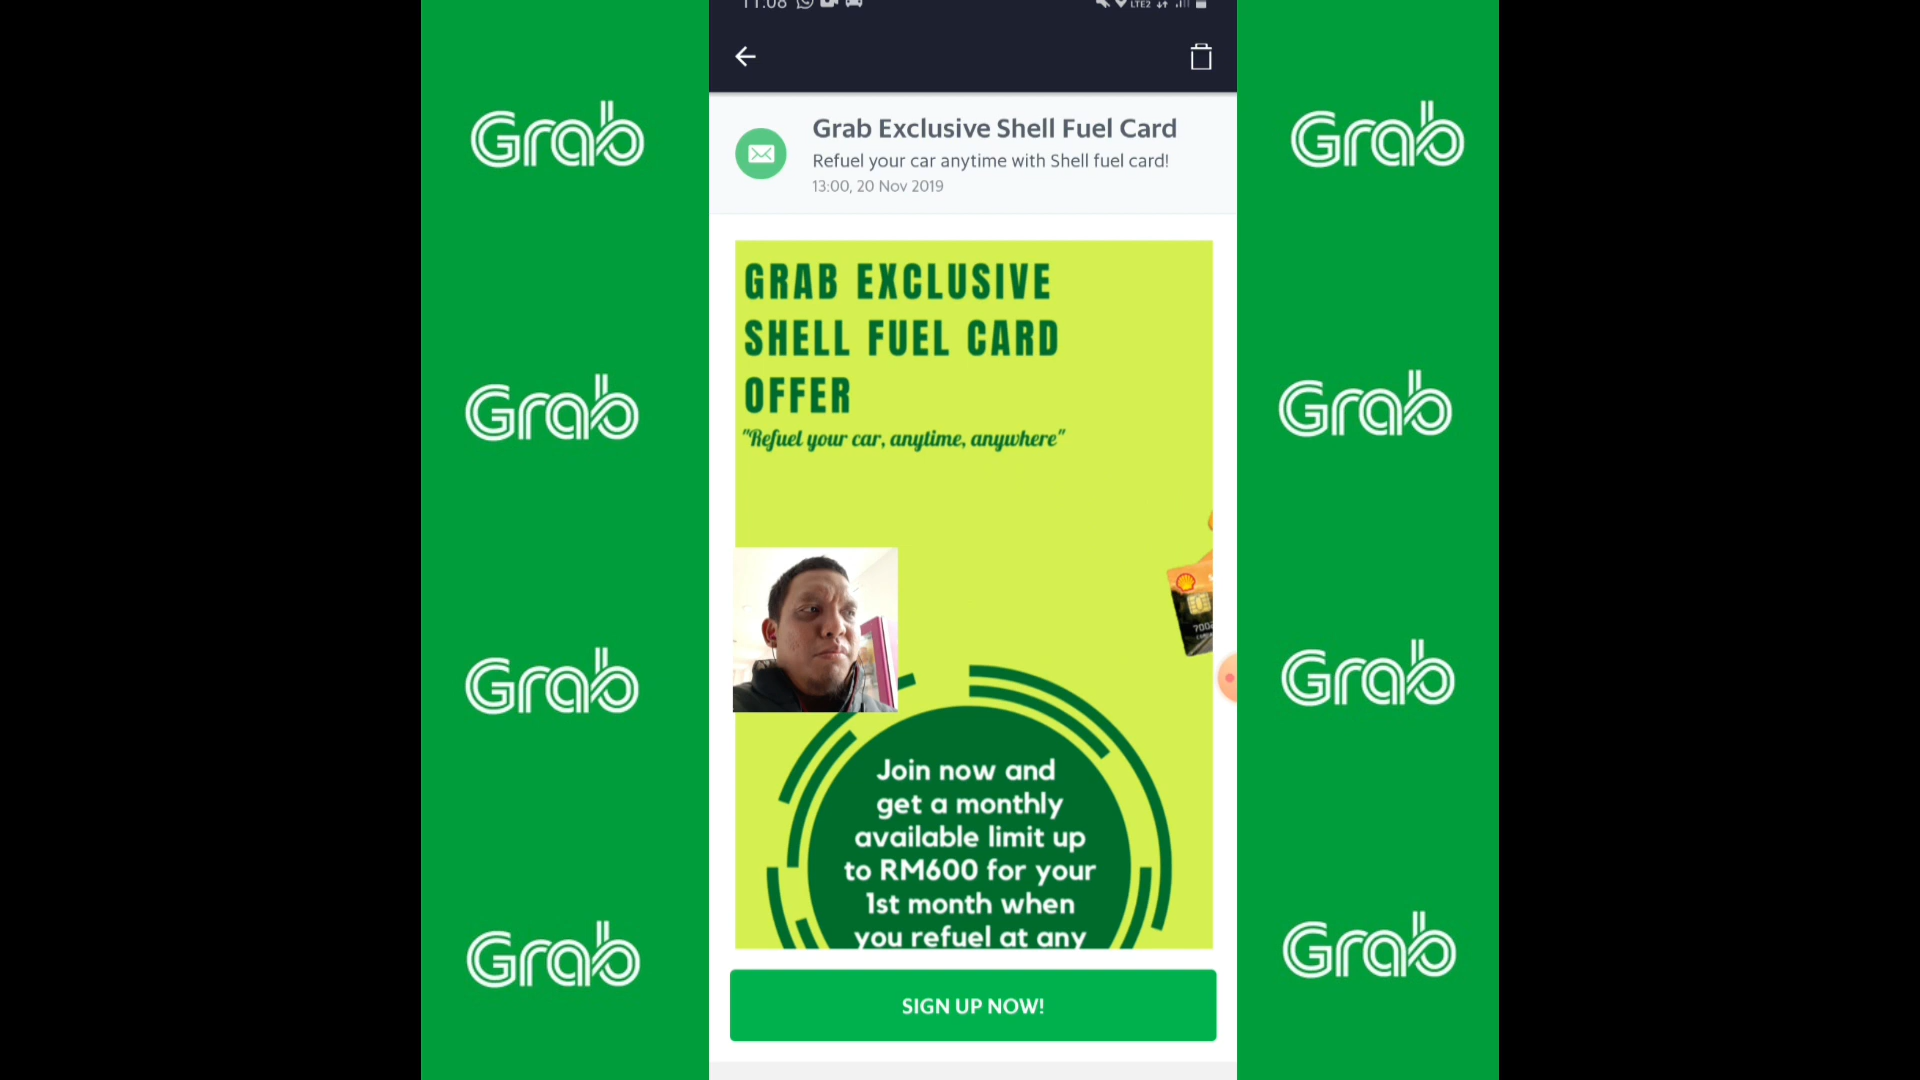 11:08
LTE2
Grab Exclusive Shell Fuel Card
Refuel your car anytime with Shell fuel card!
13:00, 20 Nov 2019
GRAB EXCLUSIVE
SHELL FUEL CARD
OFFER
"Refuel your car, anytime, anywhere"
Join now and
get a monthly
available limit up
to RM600 for your
1st month when
you refuel at any
SIGN UP NOW!
Grab
Grab
Grab
Grab
Grab
Grab
Grab
Grab